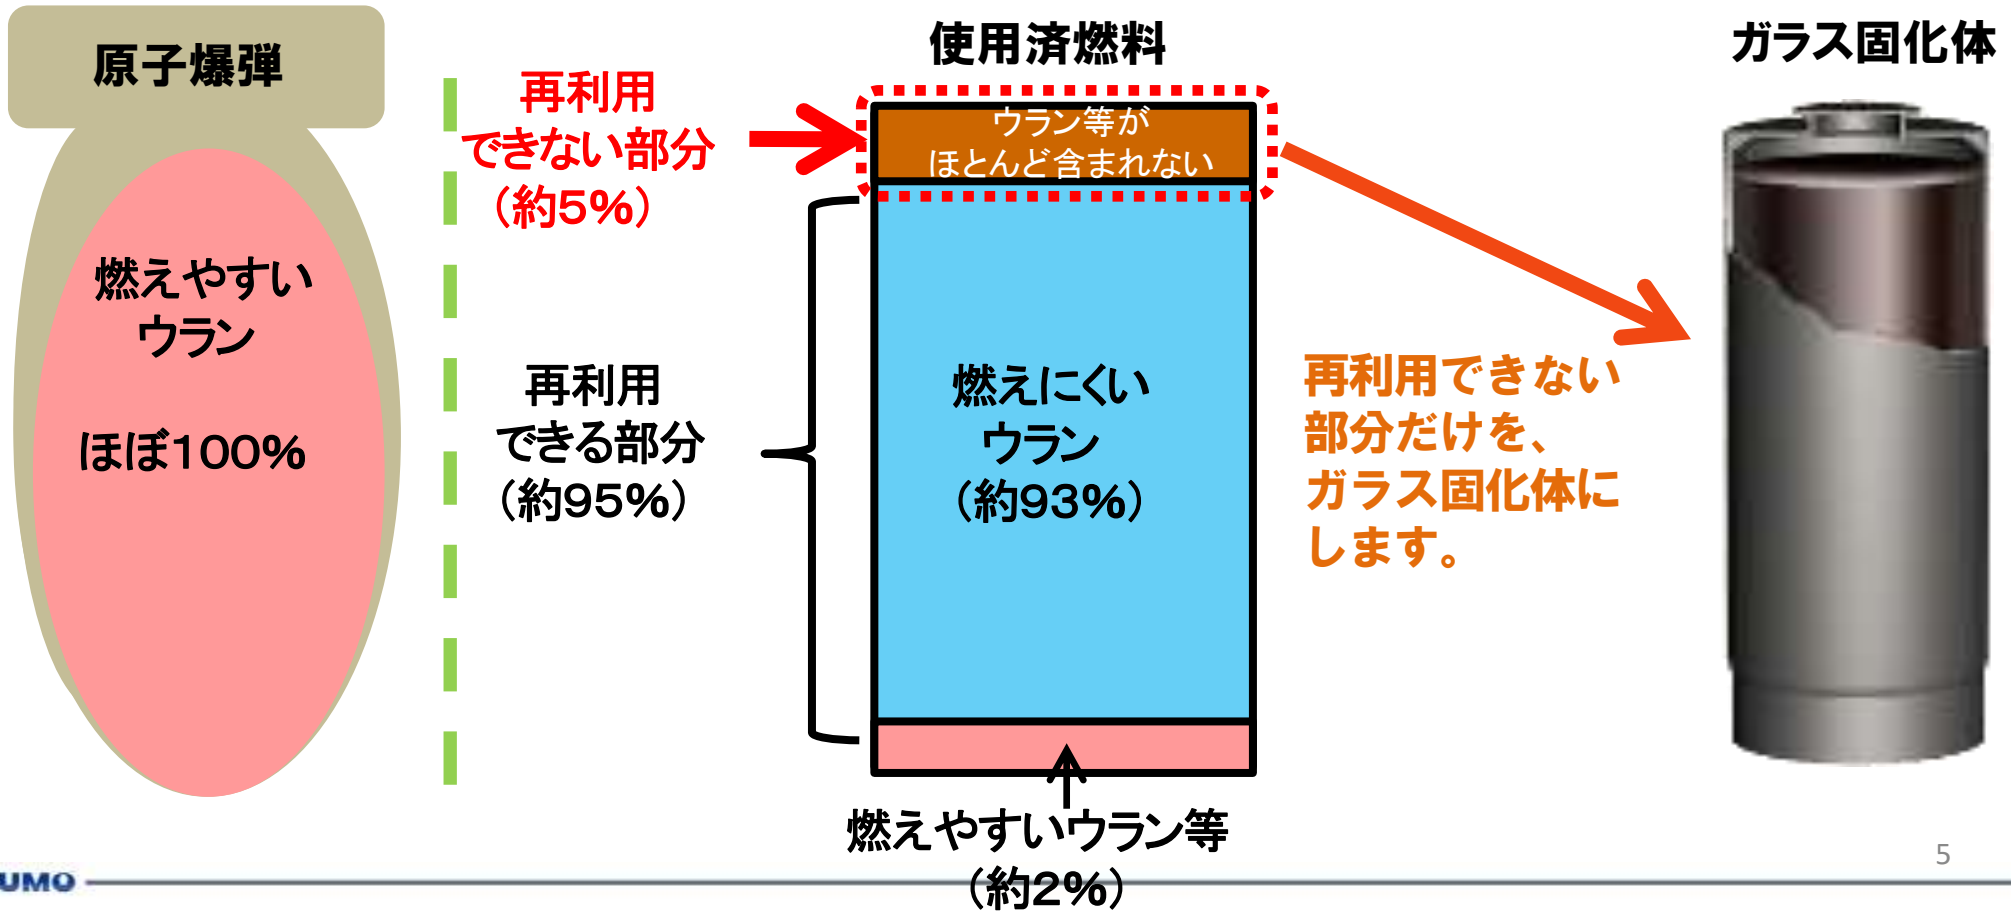 原子爆弾
燃えやすい
ウラン
ほぼ100%
再利用
できない部分
（約5%）
再利用
できる部分
（約95%）
使用済燃料
ウラン等が
ほとんど含まれない
燃えにくい
ウラン
（約93%）
燃えやすいウラン等
（約2%）
ガラス固化体
再利用できない
部分だけを、
ガラス固化体に
します。
5
UMO